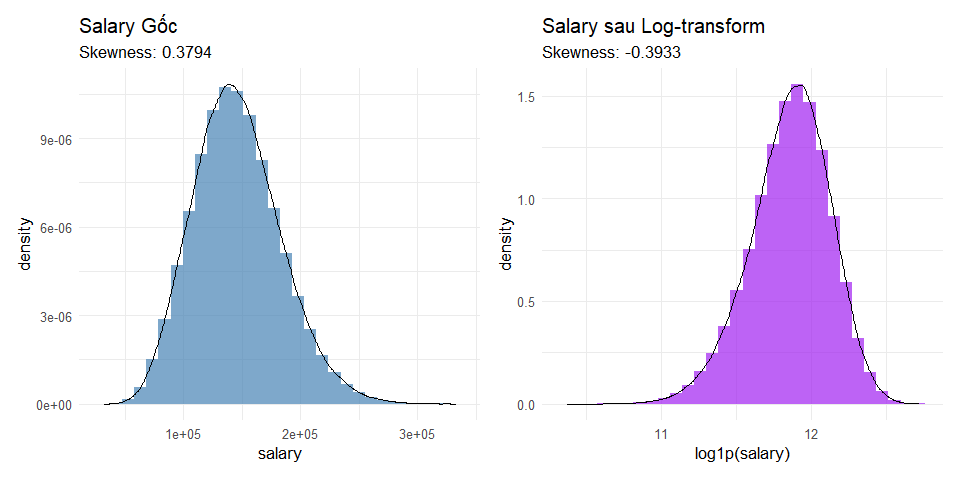 Salary Gốc
Skewness: 0.3794
density
9e-06
6e-06
3e-06
0e+00
1e+05
2e+05
3e+05
salary
Salary sau Log-transform
Skewness: -0.3933
density
1.5
1.0
0.5
0.0
11
12
log1p(salary)